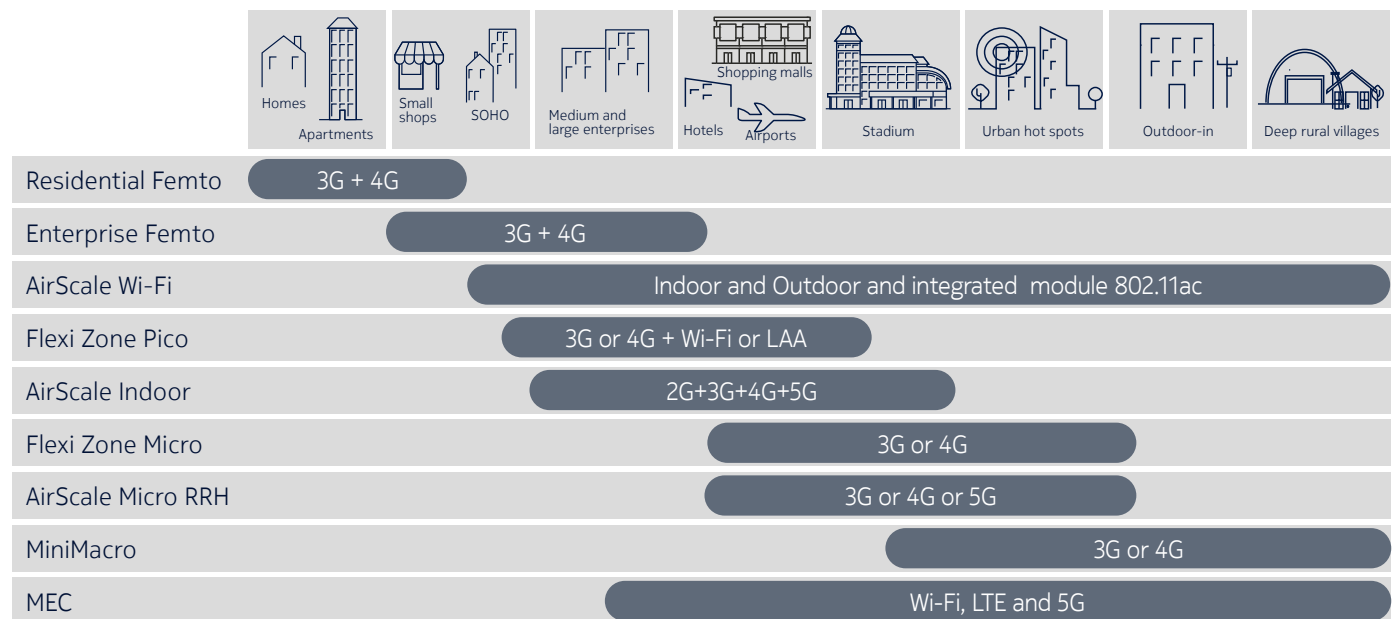 Homes
Apartments
Small
shops
SOHO
Medium and
large enterprises
Shopping malls
Hotels
Airports
Stadium
Urban hot spots
Outdoor-in
Deep rural villages
Residential Femto
3G + 4G
Enterprise Femto
3G + 4G
AirScale Wi-Fi
Indoor and Outdoor and integrated module 802.11ac
Flexi Zone Pico
3G or 4G + Wi-Fi or LAA
AirScale Indoor
2G+3G+4G+5G
Flexi Zone Micro
3G or 4G
AirScale Micro RRH
3G or 4G or 5G
MiniMacro
3G or 4G
MEC
Wi-Fi, LTE and 5G